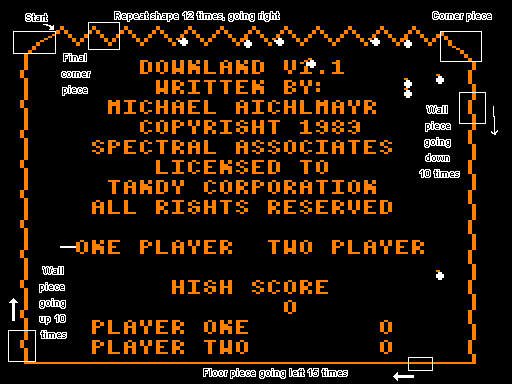 Start
Repeat shape 12 times, going right
Corner piece
Final
corner
piece
DOWNLAND V1.1
WRITTEN BY:
MICHAEL AICHLMAYR
COPYRIGHT 1983
SPECTRAL ASSOCIATES
LICENSED TO
TANDY CORPORATION
ALL RIGHTS RESERVED
Wall
piece
going
down
10 times
ONE PLAYER TWO PLAYER
Wall
piece
going
up 10
times
HIGH SCORE
0
PLAYER ONE 0
PLAYER TWO 0
Floor piece going left 15 times